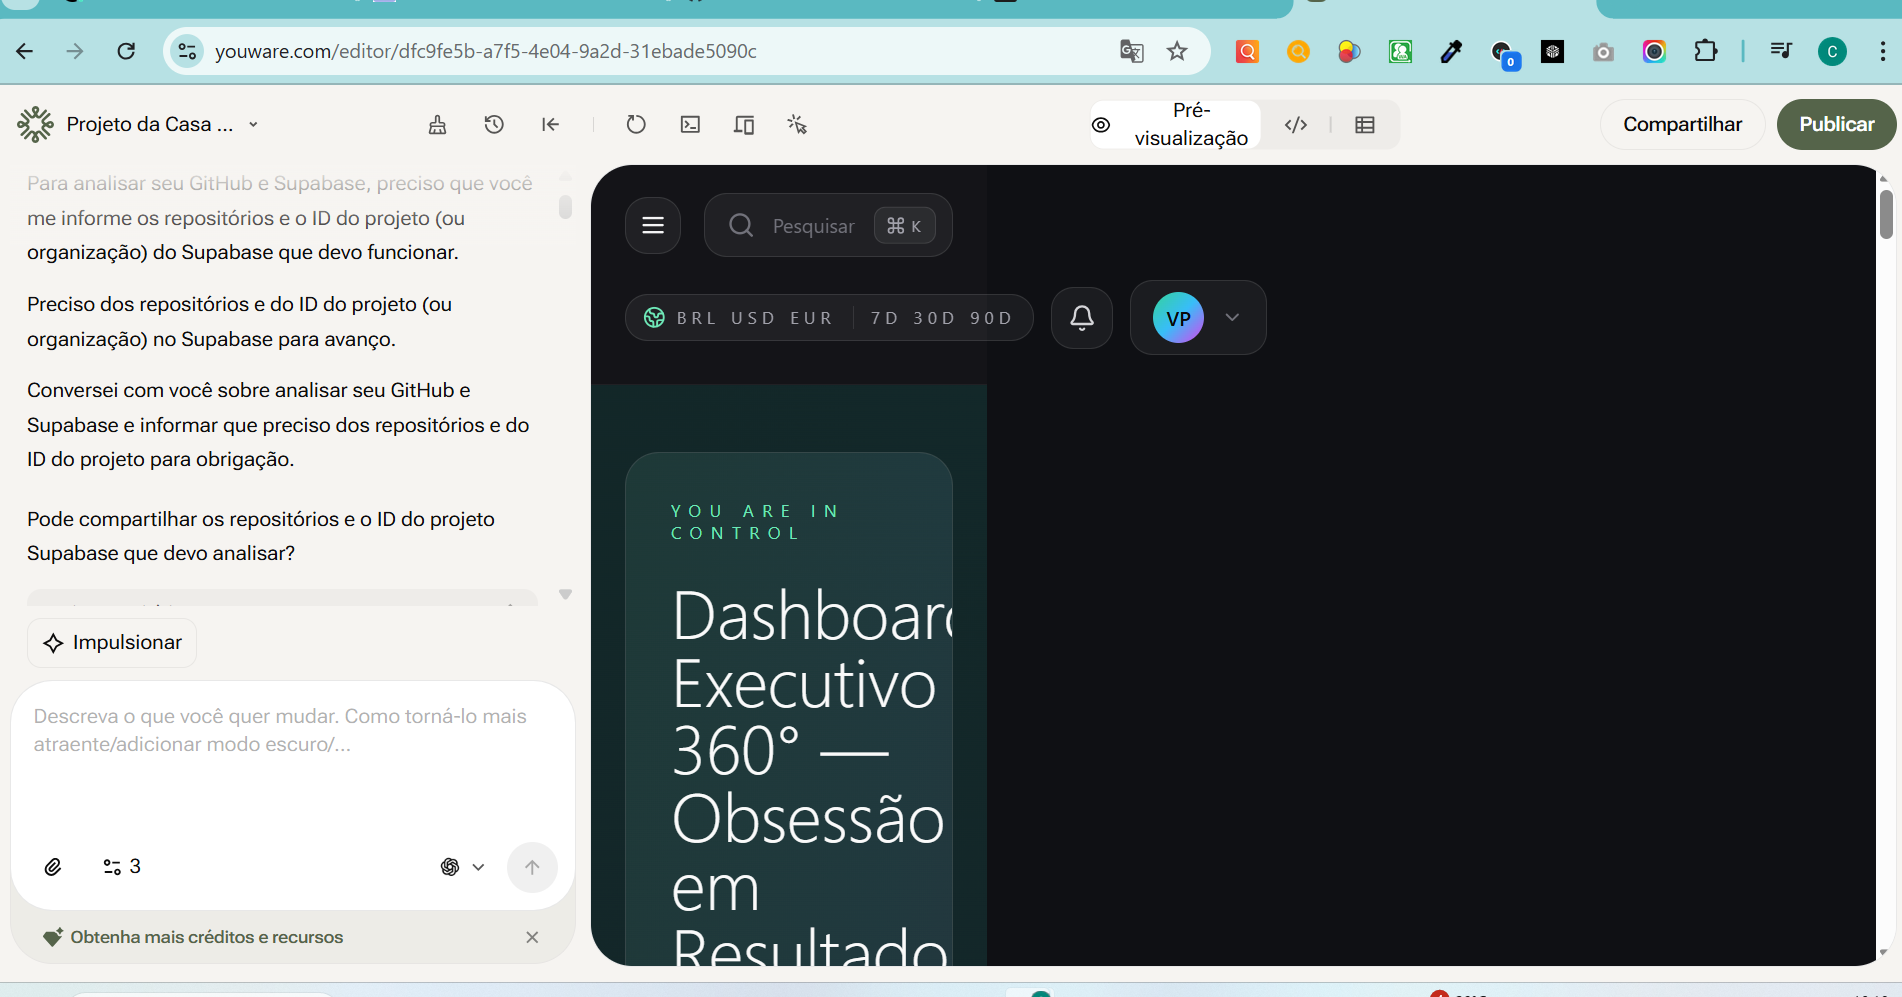 youware.com/editor/dfc9fe5b-a7f5-4e04-9a2d-31ebade5090c
0
C
Projeto da Casa ...
Pré-
visualização
Compartilhar
Publicar
Para analisar seu GitHub e Supabase, preciso que você
me informe os repositórios e o ID do projeto (ou
organização) do Supabase que devo funcionar.
Preciso dos repositórios e do ID do projeto (ou
organização) no Supabase para avanço.
Conversei com você sobre analisar seu GitHub e
Supabase e informar que preciso dos repositórios e do
ID do projeto para obrigação.
Pode compartilhar os repositórios e o ID do projeto
Supabase que devo analisar?
Impulsionar
Descreva o que você quer mudar. Como torná-lo mais
atraente/adicionar modo escuro/...
3
Obtenha mais créditos e recursos
Pesquisar ⌘ K
BRL USD EUR 7D 30D 90D
VP
YOU ARE IN
CONTROL
Dashboard
Executivo
360° —
Obsessão
em
Resultado